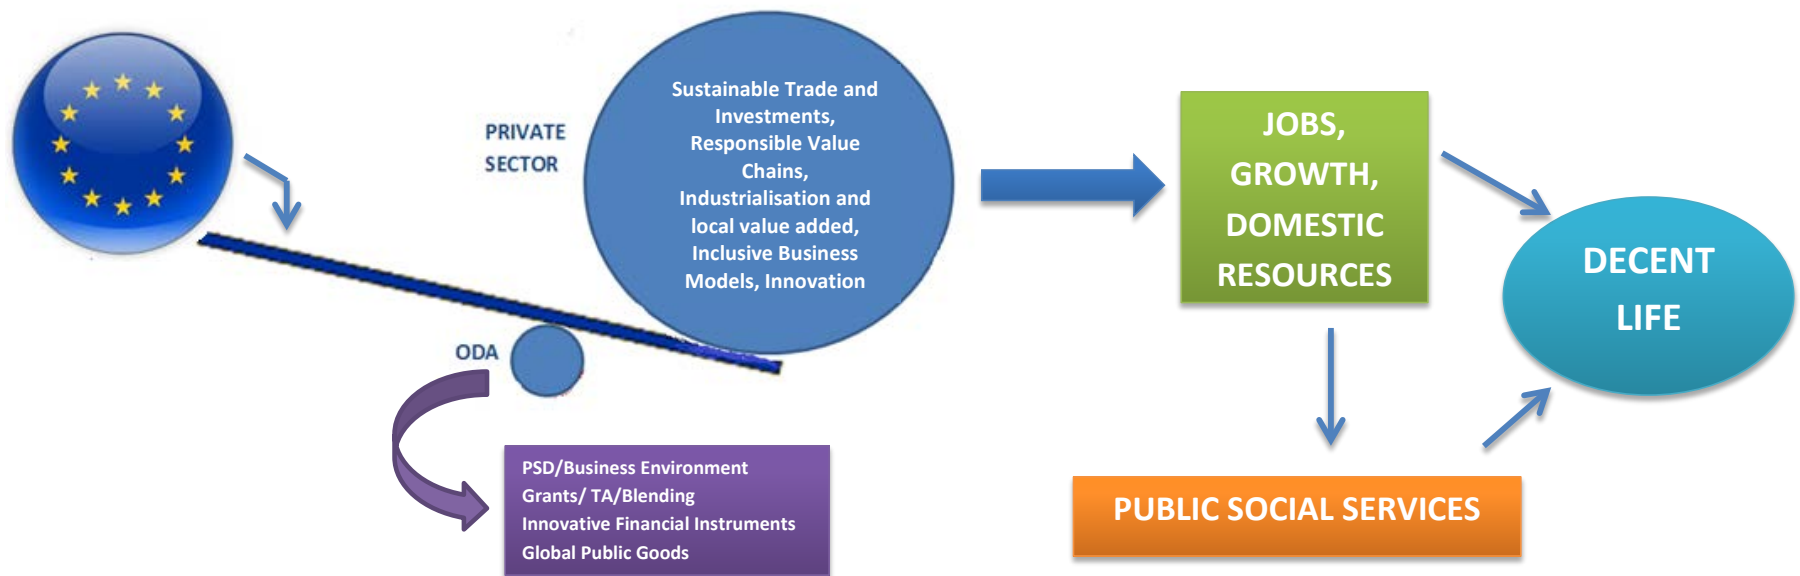 PRIVATE
SECTOR
Sustainable Trade and
Investments,
Responsible Value
Chains,
Industrialisation and
local value added,
Inclusive Business
Models, Innovation
ODA
PSD/Business Environment
Grants/ TA/Blending
Innovative Financial Instruments
Global Public Goods
JOBS,
GROWTH,
DOMESTIC
RESOURCES
DECENT
LIFE
PUBLIC SOCIAL SERVICES